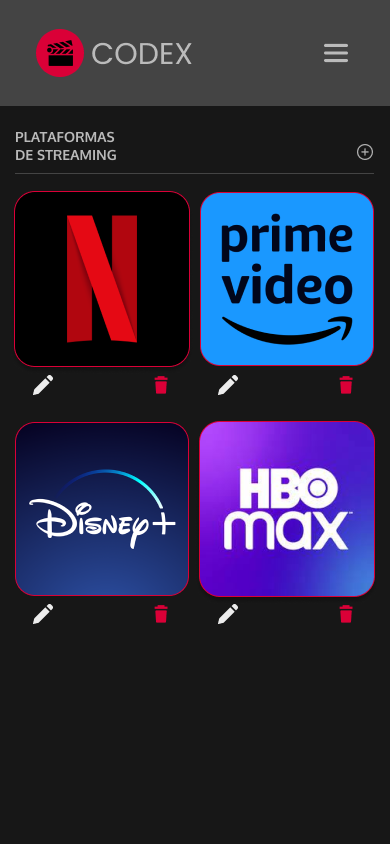 CODEX
PLATAFORMAS
DE STREAMING
N
prime
video
Disney+
HBO
max